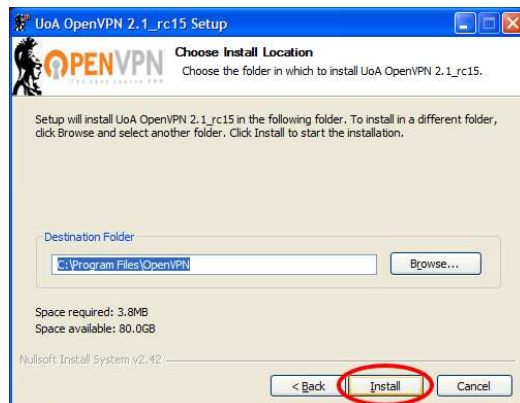 UoA OpenVPN 2.1_rc15 Setup
OPENVPN
Choose Install Location
Choose the folder in which to install UoA OpenVPN 2.1_rc15.
Setup will install UoA OpenVPN 2.1_rc15 in the following folder. To install in a different folder,
click Browse and select another folder. Click Install to start the installation.
Destination Folder
C:\Program Files\OpenVPN
Browse...
Space required: 3.8MB
Space available: 80.0GB
Nullsoft Install System v2.42
< Back
Install
Cancel